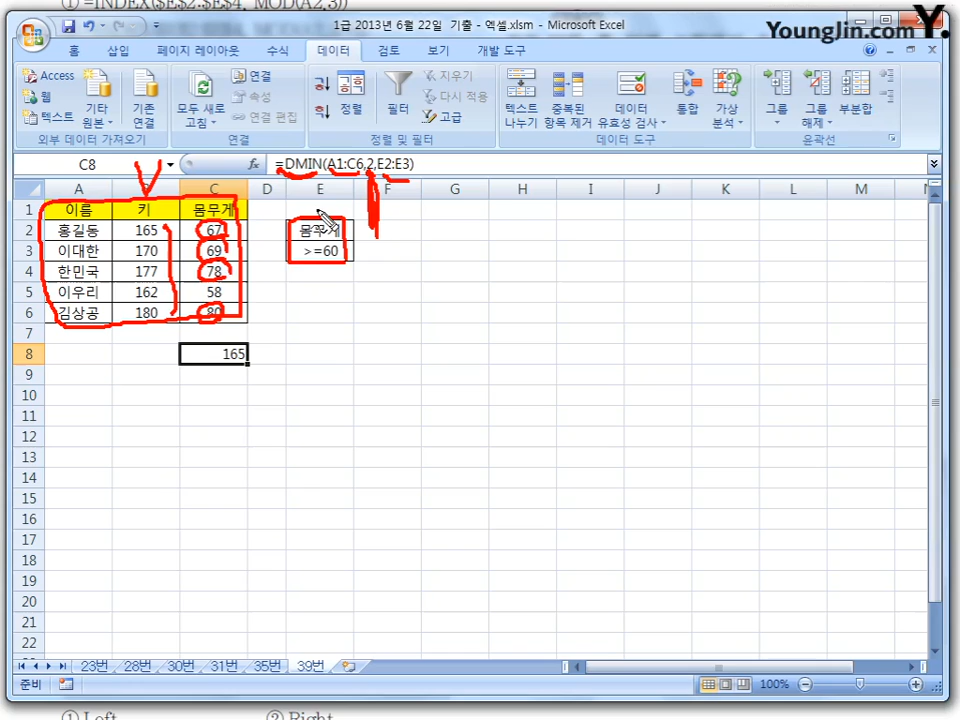 ① =INDEX($E$2:$E$4, MOD(A2,3))
1급 2013년 6월 22일 기출 - 엑셀.xlsm - Microsoft Excel
YoungJin.com Y.
홈 삽입 페이지 레이아웃 수식 데이터 검토 보기 개발 도구
Access 웹 텍스트 기타 원본 기존 연결 모두 새로 고침 연결 속성 연결 편집 정렬 필터 지우기 다시 적용 고급 텍스트 나누기 중복된 항목 제거 데이터 유효성 검사 통합 가상 분석 그룹 그룹 해제 부분합
외부 데이터 가져오기 연결 정렬 및 필터 데이터 도구 윤곽선
C8 fx =DMIN(A1:C6,2,E2:E3)
A B C D E F G H I J K L M
1 이름 키 몸무게
2 홍길동 165 67 몸무게
3 이대한 170 69 >=60
4 한민국 177 78
5 이우리 162 58
6 김상공 180 80
7
8 165
9
10
11
12
13
14
15
16
17
18
19
20
21
22
23번 28번 30번 31번 35번 39번
준비 100%
① Left ② Right